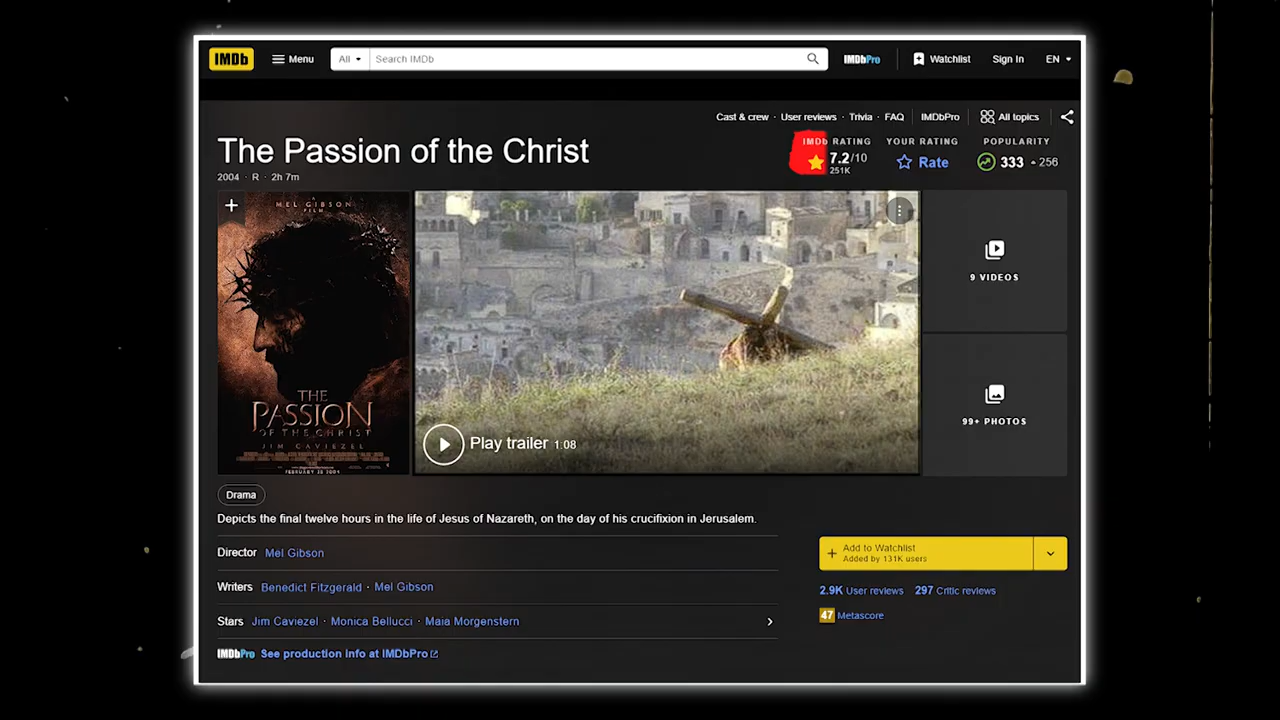 IMDb Menu All Search IMDb IMDbPro Watchlist Sign In EN
Cast & crew · User reviews · Trivia · FAQ IMDbPro All topics
The Passion of the Christ
2004 · R · 2h 7m
IMDb RATING
7.2/10
251K
YOUR RATING
Rate
POPULARITY
333 256
A
MEL GIBSON
FILM
THE
PASSION
OF THE CHRIST
JIM CAVIEZEL
FEBRUARY 25 2004
Play trailer 1:08
9 VIDEOS
99+ PHOTOS
Drama
Depicts the final twelve hours in the life of Jesus of Nazareth, on the day of his crucifixion in Jerusalem.
Director Mel Gibson
Writers Benedict Fitzgerald · Mel Gibson
Stars Jim Caviezel · Monica Bellucci · Maia Morgenstern
IMDbPro See production info at IMDbPro
+ Add to Watchlist
Added by 131K users
2.9K User reviews 297 Critic reviews
47 Metascore